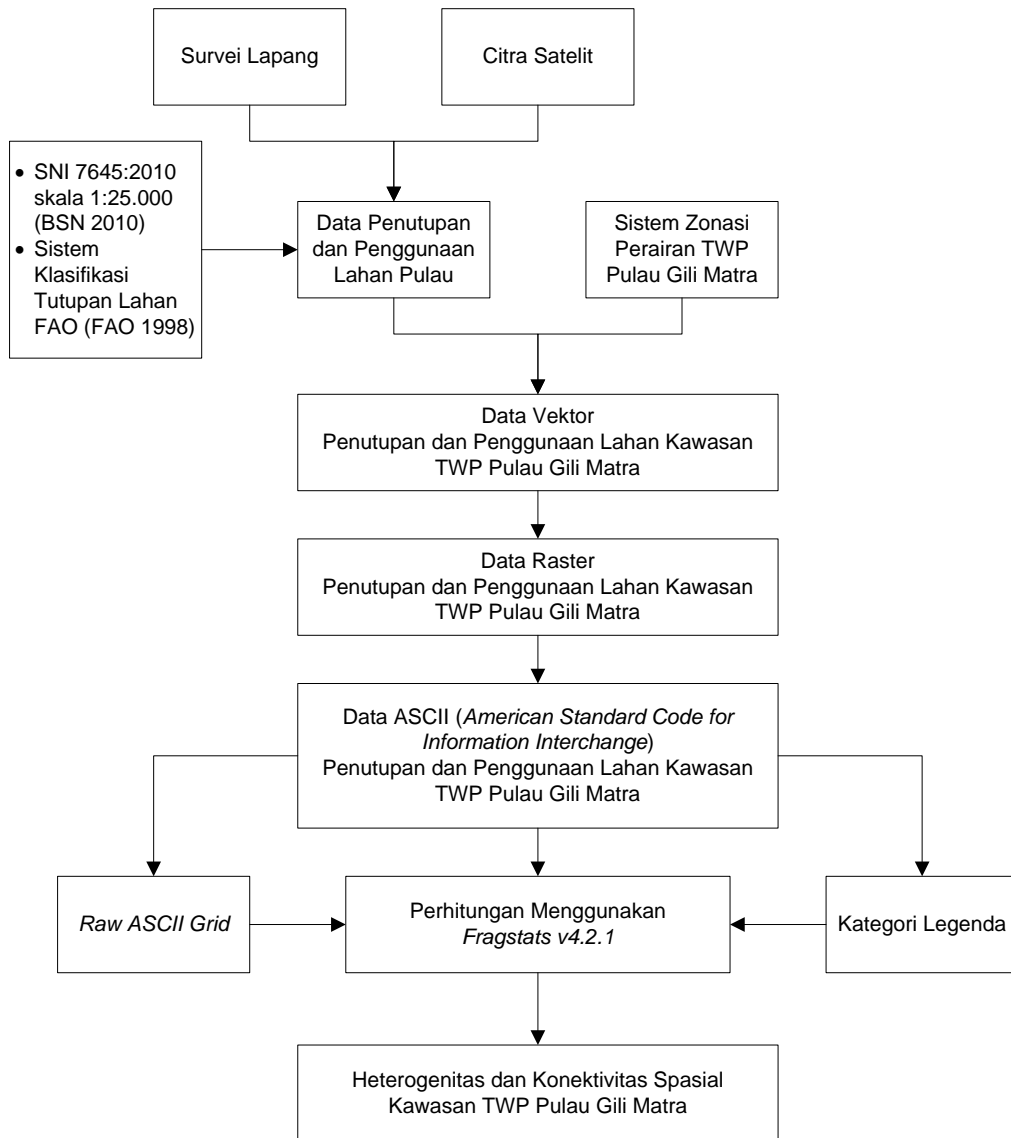 Survei Lapang
Citra Satelit
• SNI 7645:2010
skala 1:25.000
(BSN 2010)
• Sistem
Klasifikasi
Tutupan Lahan
FAO (FAO 1998)
Data Penutupan
dan Penggunaan
Lahan Pulau
Sistem Zonasi
Perairan TWP
Pulau Gili Matra
Data Vektor
Penutupan dan Penggunaan Lahan Kawasan
TWP Pulau Gili Matra
Data Raster
Penutupan dan Penggunaan Lahan Kawasan
TWP Pulau Gili Matra
Data ASCII (American Standard Code for
Information Interchange)
Penutupan dan Penggunaan Lahan Kawasan
TWP Pulau Gili Matra
Raw ASCII Grid
Perhitungan Menggunakan
Fragstats v4.2.1
Kategori Legenda
Heterogenitas dan Konektivitas Spasial
Kawasan TWP Pulau Gili Matra